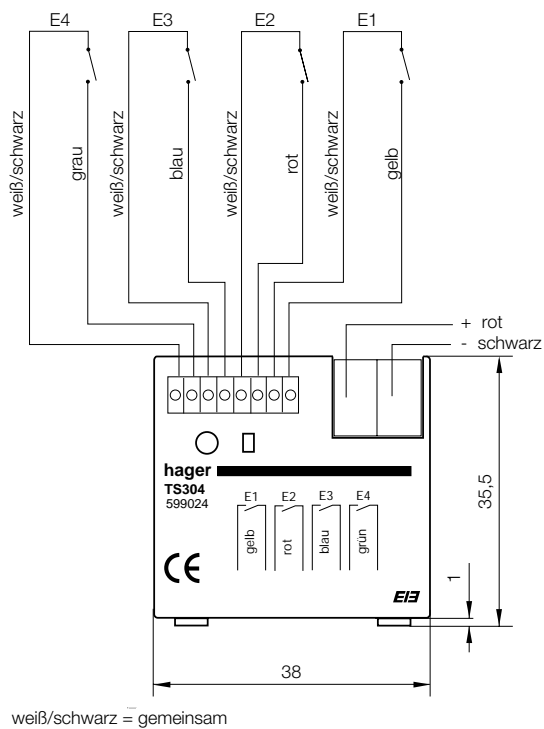 E4 E3 E2 E1
weiß/schwarz grau weiß/schwarz blau weiß/schwarz rot weiß/schwarz gelb
+ rot
- schwarz
hager
TS304
599024
E1 E2 E3 E4
gelb rot blau grün
CE
EIB
35,5
1
38
weiß/schwarz = gemeinsam